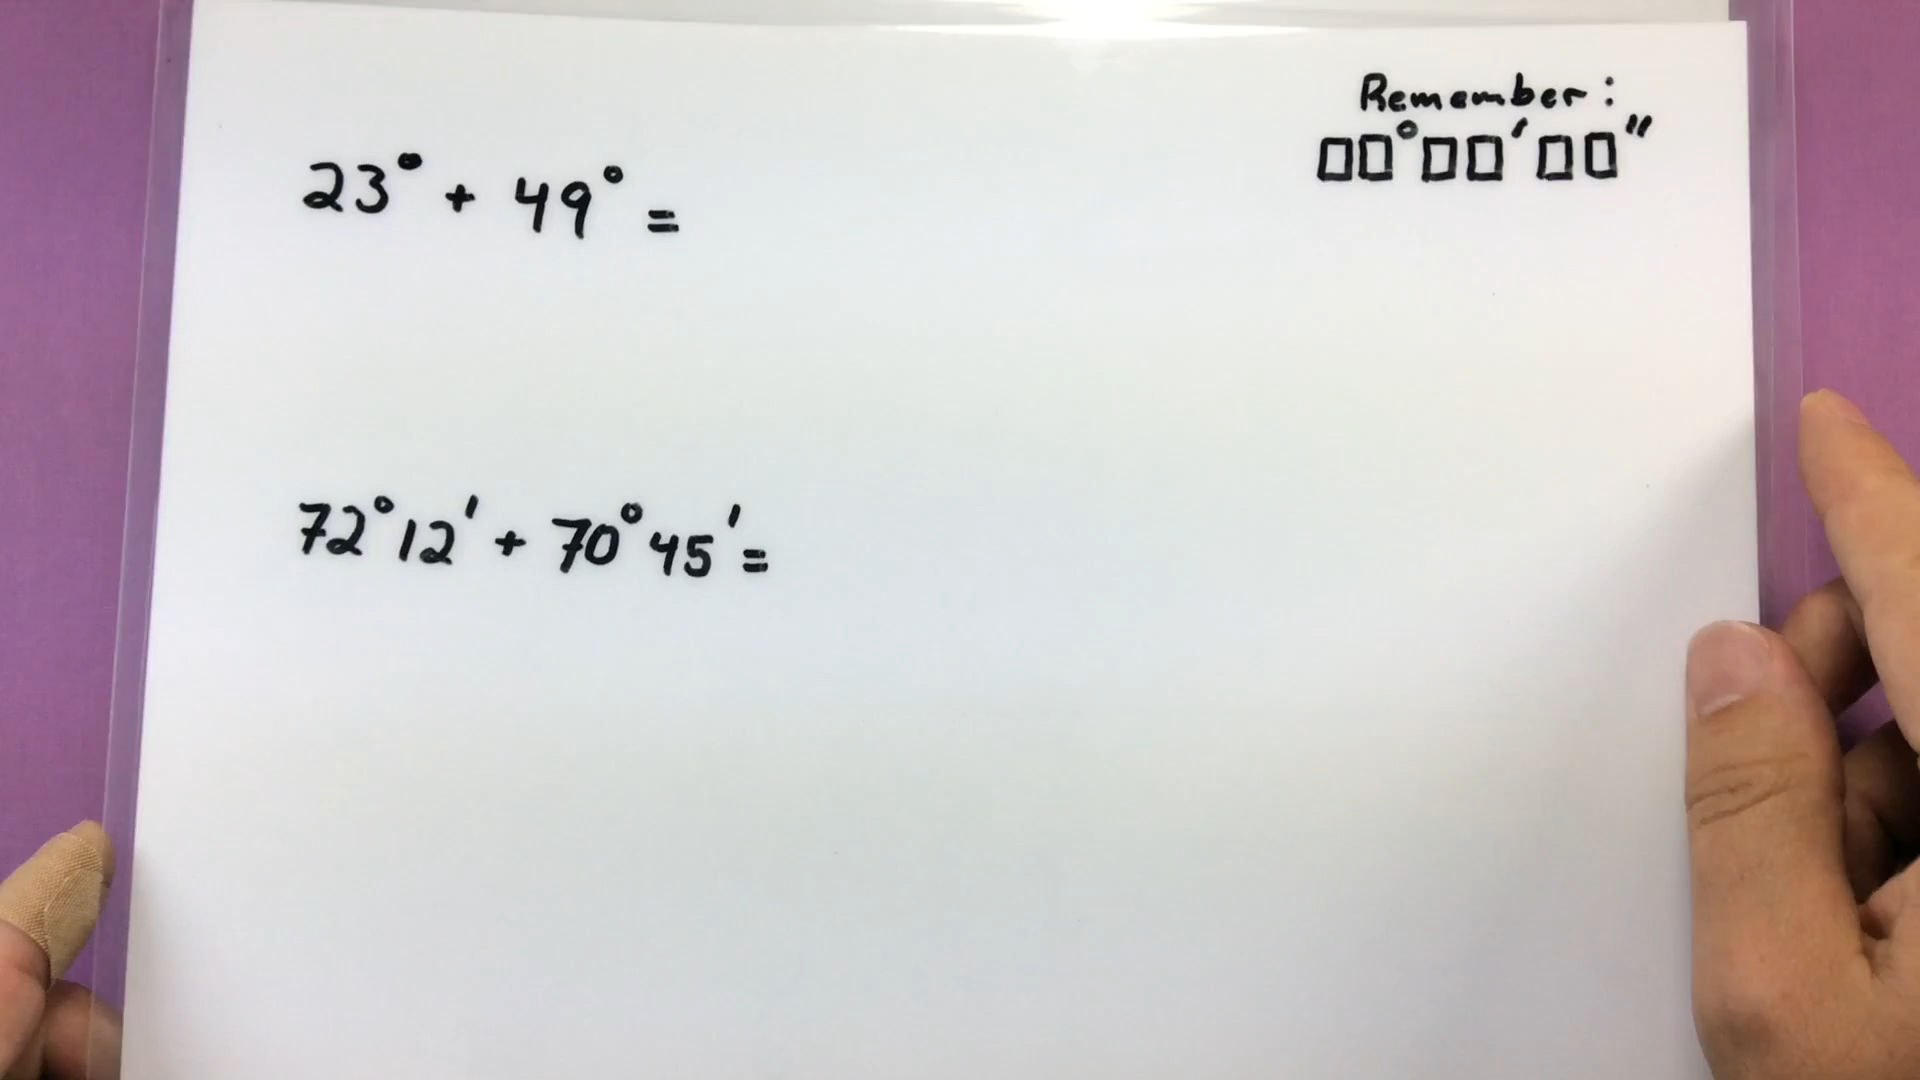 Remember:
□□°□□'□□"
23° + 49° =
72°12' + 70°45' =